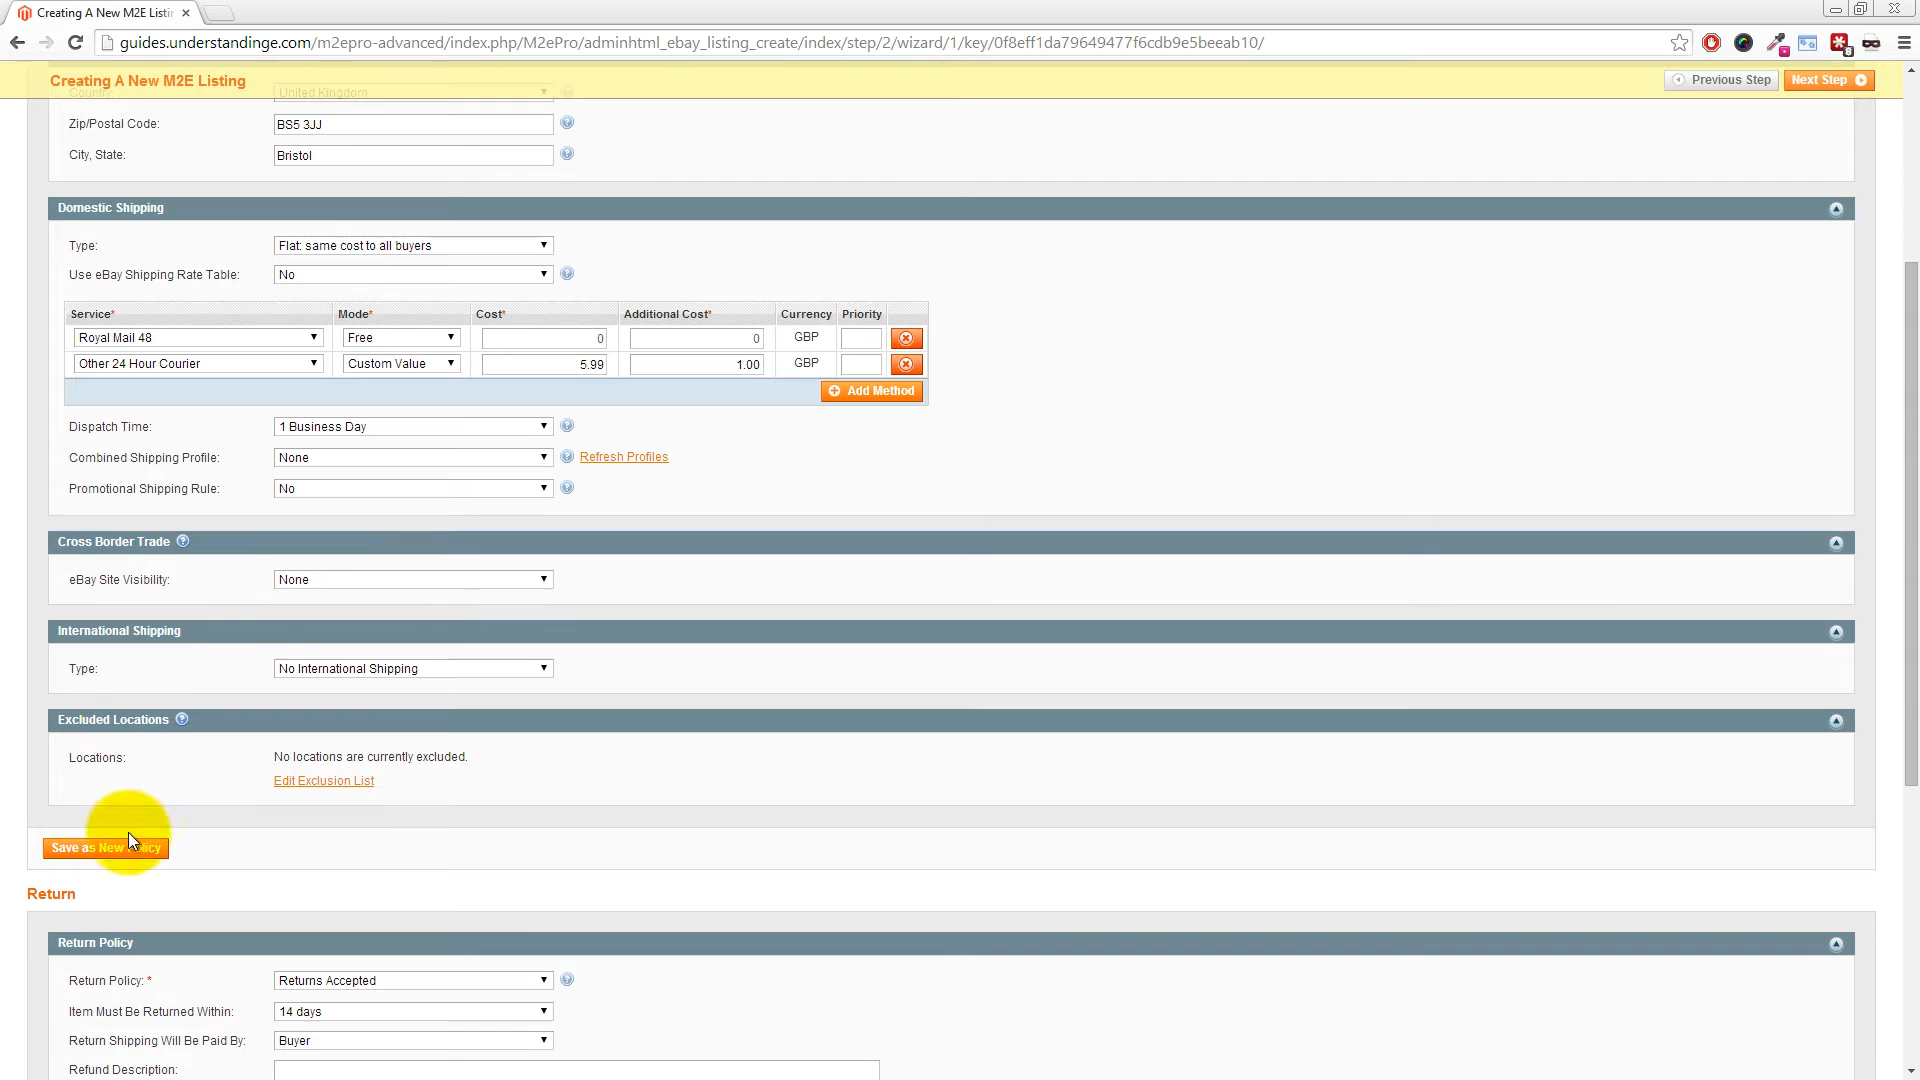 Creating A New M2E Listin
guides.understandinge.com/m2epro-advanced/index.php/M2ePro/adminhtml_ebay_listing_create/index/step/2/wizard/1/key/0f8eff1da79649477f6cdb9e5beeab10/
8
Creating A New M2E Listing
Previous Step
Next Step
Country:
United Kingdom
Zip/Postal Code:
BS5 3JJ
City, State:
Bristol
Domestic Shipping
Type:
Flat: same cost to all buyers
Use eBay Shipping Rate Table:
No
Service* Mode* Cost* Additional Cost* Currency Priority
Royal Mail 48 Free 0 0 GBP
Other 24 Hour Courier Custom Value 5.99 1.00 GBP
Add Method
Dispatch Time:
1 Business Day
Combined Shipping Profile:
None
Refresh Profiles
Promotional Shipping Rule:
No
Cross Border Trade
eBay Site Visibility:
None
International Shipping
Type:
No International Shipping
Excluded Locations
Locations:
No locations are currently excluded.
Edit Exclusion List
Save as New Policy
Return
Return Policy
Return Policy: *
Returns Accepted
Item Must Be Returned Within:
14 days
Return Shipping Will Be Paid By:
Buyer
Refund Description: